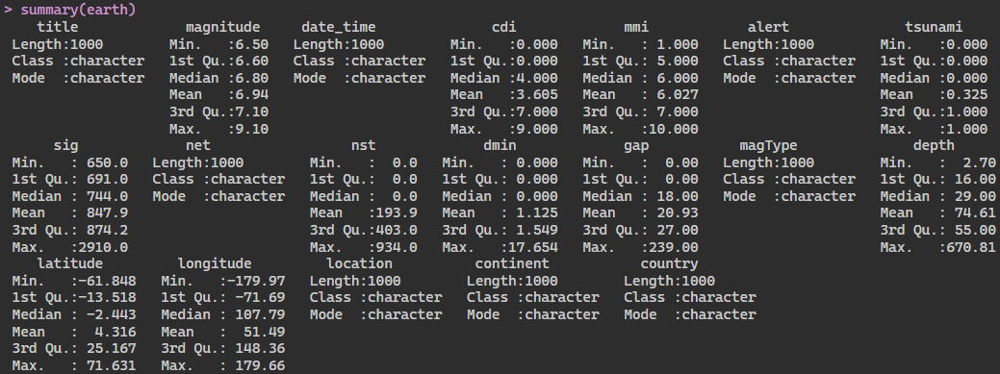 > summary(earth)
title magnitude date_time cdi mmi alert tsunami
Length:1000 Min. :6.50 Length:1000 Min. :0.000 Min. : 1.000 Length:1000 Min. :0.000
Class :character 1st Qu.:6.60 Class :character 1st Qu.:0.000 1st Qu.: 5.000 Class :character 1st Qu.:0.000
Mode :character Median :6.80 Mode :character Median :4.000 Median : 6.000 Mode :character Median :0.000
Mean :6.94 Mean :3.605 Mean : 6.027 Mean :0.325
3rd Qu.:7.10 3rd Qu.:7.000 3rd Qu.: 7.000 3rd Qu.:1.000
Max. :9.10 Max. :9.000 Max. :10.000 Max. :1.000
sig net nst dmin gap magType depth
Min. : 650.0 Length:1000 Min. : 0.0 Min. : 0.000 Min. : 0.00 Length:1000 Min. : 2.70
1st Qu.: 691.0 Class :character 1st Qu.: 0.0 1st Qu.: 0.000 1st Qu.: 0.00 Class :character 1st Qu.: 16.00
Median : 744.0 Mode :character Median : 0.0 Median : 0.000 Median : 18.00 Mode :character Median : 29.00
Mean : 847.9 Mean :193.9 Mean : 1.125 Mean : 20.93 Mean : 74.61
3rd Qu.: 874.2 3rd Qu.:403.0 3rd Qu.: 1.549 3rd Qu.: 27.00 3rd Qu.: 55.00
Max. :2910.0 Max. :934.0 Max. :17.654 Max. :239.00 Max. :670.81
latitude longitude location continent country
Min. :-61.848 Min. :-179.97 Length:1000 Length:1000 Length:1000
1st Qu.:-13.518 1st Qu.: -71.69 Class :character Class :character Class :character
Median : -2.443 Median : 107.79 Mode :character Mode :character Mode :character
Mean : 4.316 Mean : 51.49
3rd Qu.: 25.167 3rd Qu.: 148.36
Max. : 71.631 Max. : 179.66